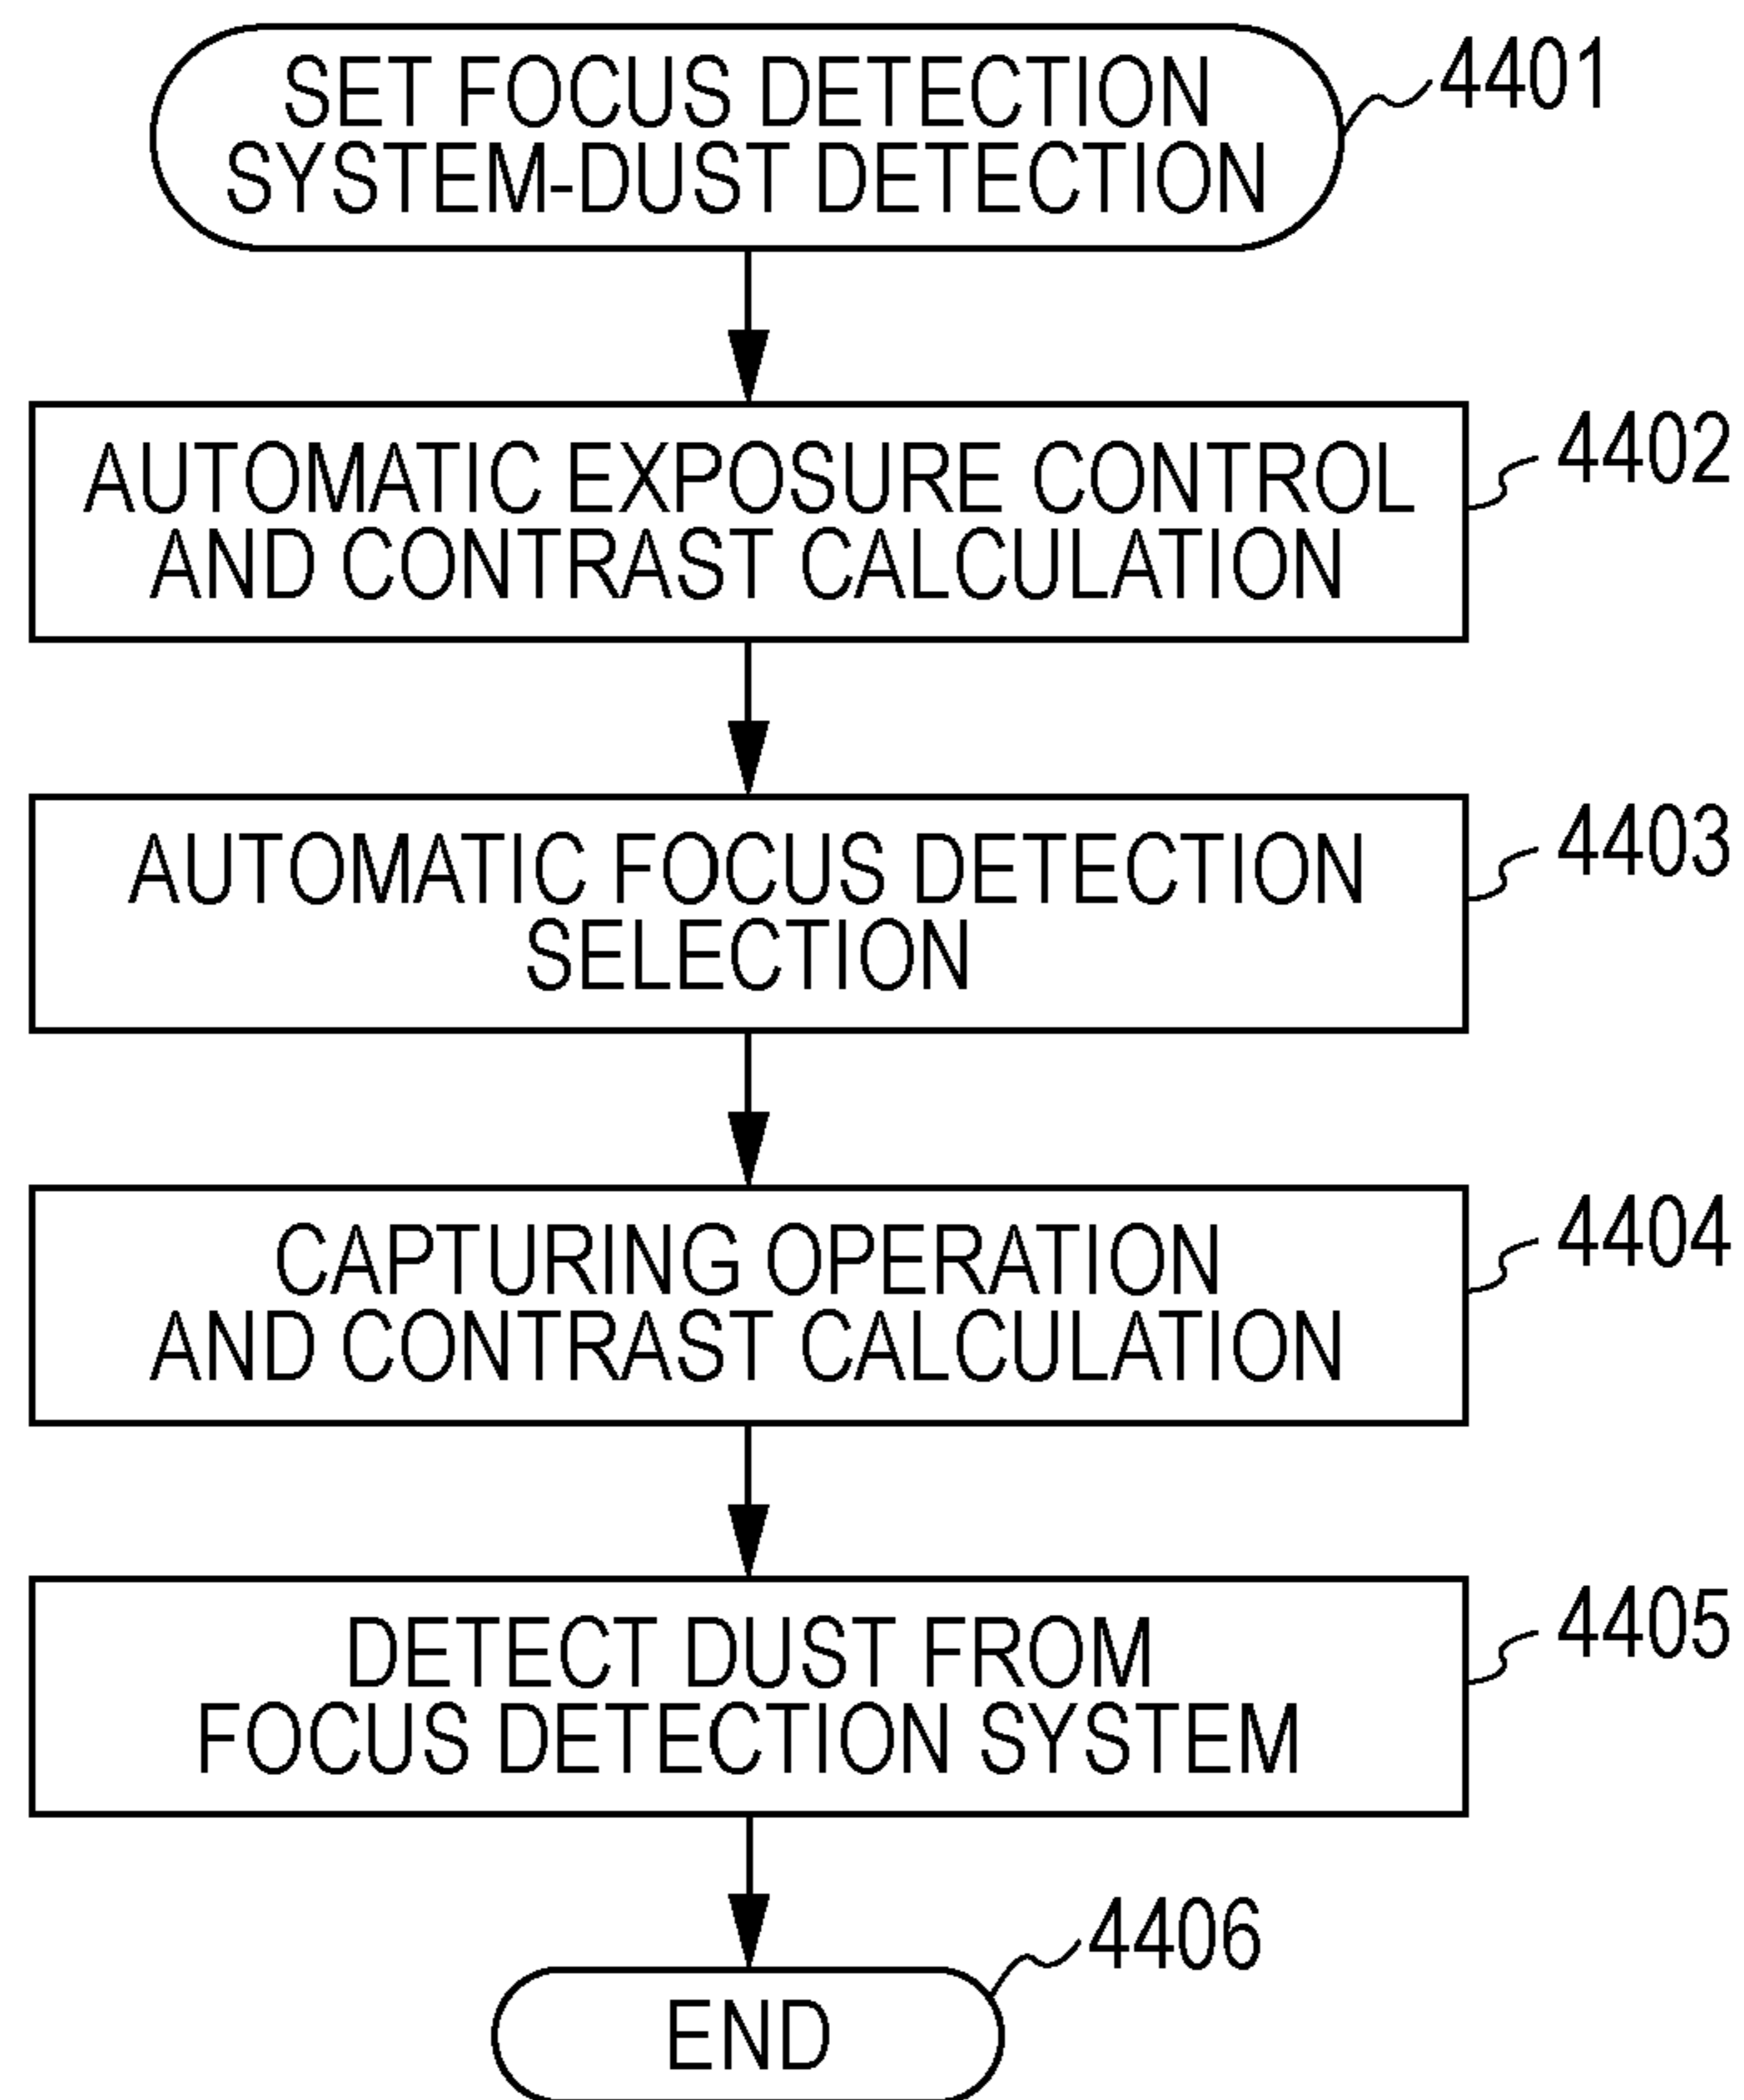 SET FOCUS DETECTION
SYSTEM-DUST DETECTION
4401
AUTOMATIC EXPOSURE CONTROL
AND CONTRAST CALCULATION
4402
AUTOMATIC FOCUS DETECTION
SELECTION
4403
CAPTURING OPERATION
AND CONTRAST CALCULATION
4404
DETECT DUST FROM
FOCUS DETECTION SYSTEM
4405
END
4406